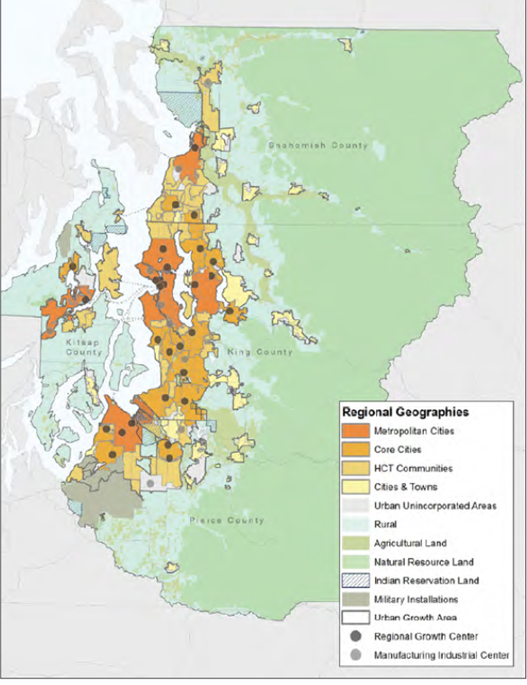 Snohomish County
Kitsap
County
King County
Pierce County
Regional Geographies
Metropolitan Cities
Core Cities
HCT Communities
Cities & Towns
Urban Unincorporated Areas
Rural
Agricultural Land
Natural Resource Land
Indian Reservation Land
Military Installations
Urban Growth Area
Regional Growth Center
Manufacturing Industrial Center